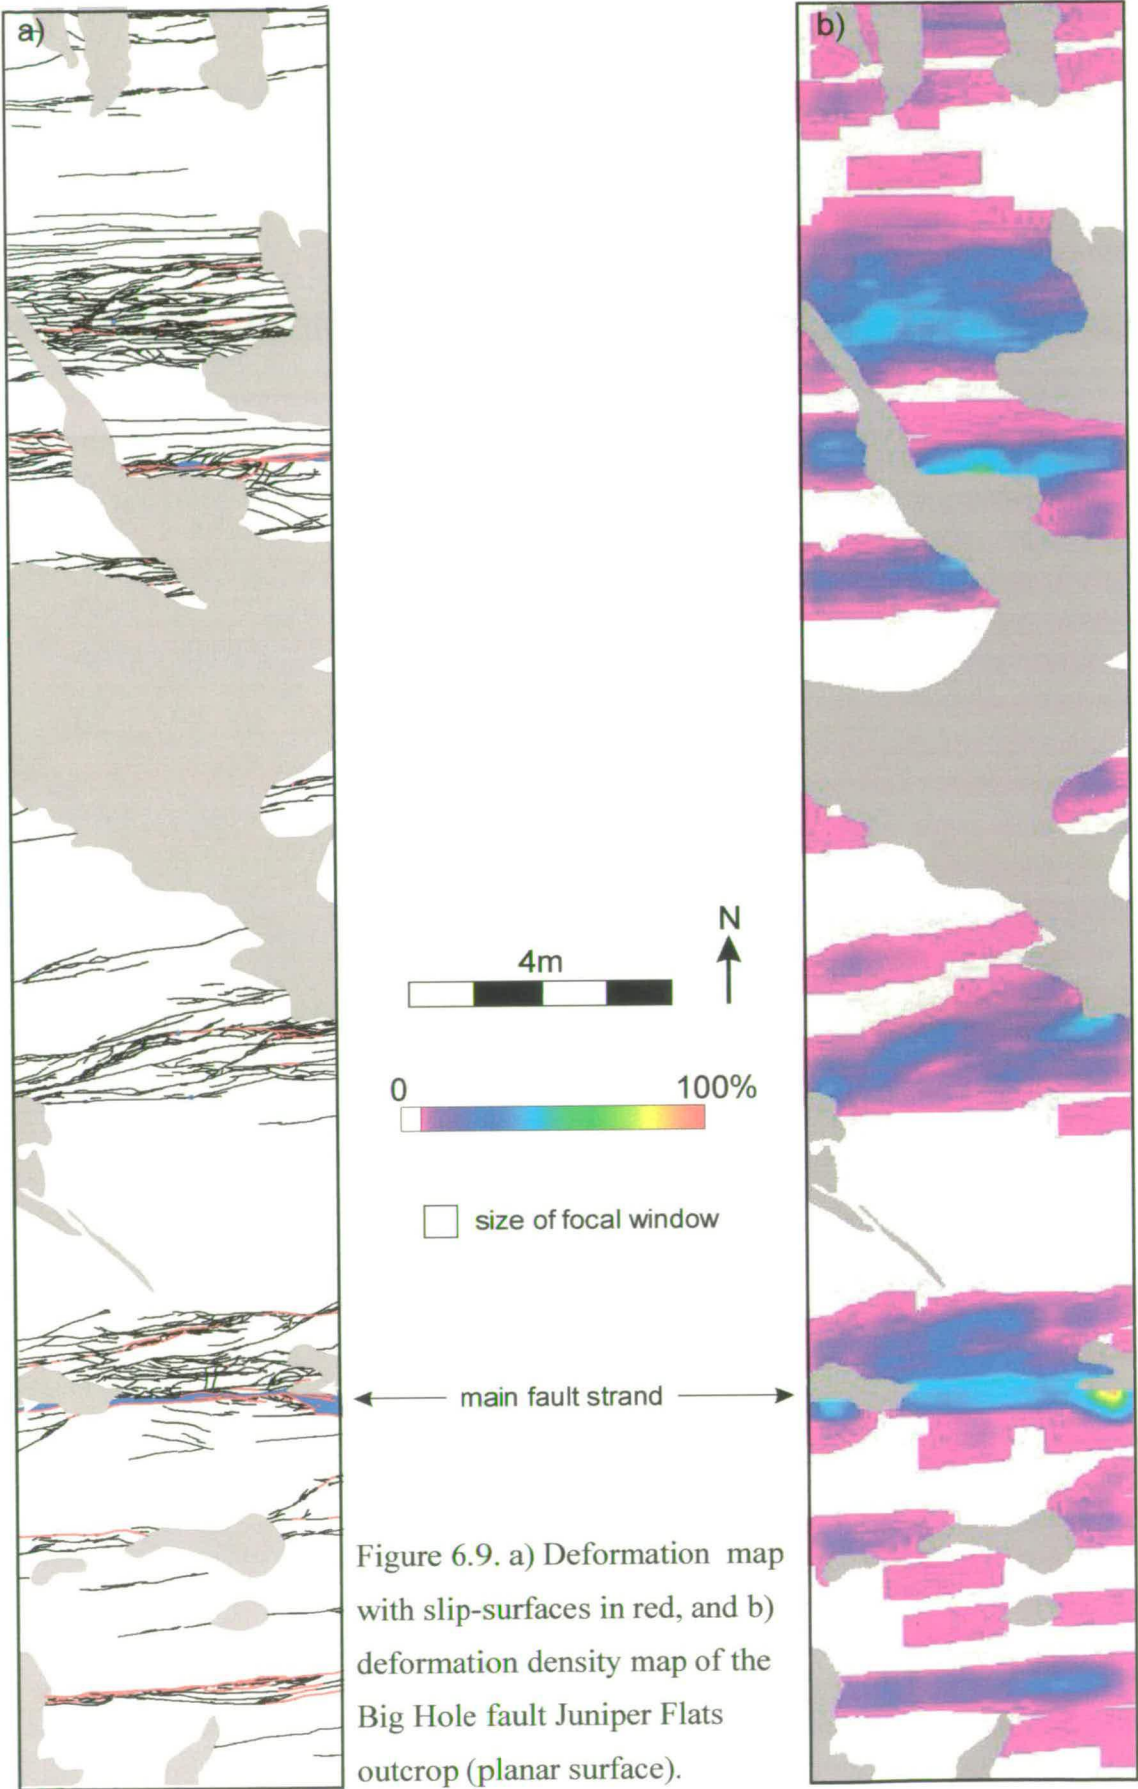 a)
b)
N
4m
0 100%
size of focal window
main fault strand
Figure 6.9. a) Deformation map
with slip-surfaces in red, and b)
deformation density map of the
Big Hole fault Juniper Flats
outcrop (planar surface).